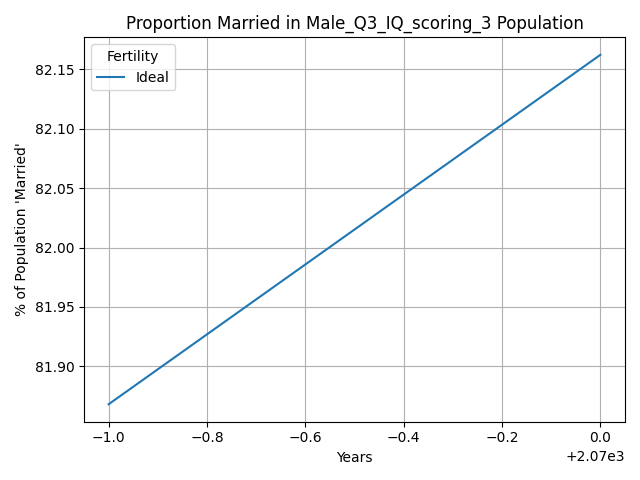 Proportion Married in Male_Q3_IQ_scoring_3 Population
Fertility
Ideal
% of Population 'Married'
82.15
82.10
82.05
82.00
81.95
81.90
−1.0 −0.8 −0.6 −0.4 −0.2 0.0
+2.07e3
Years